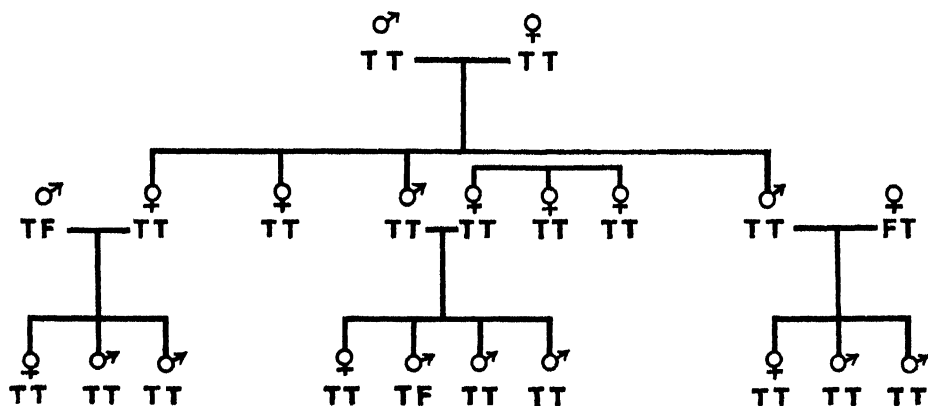 ♂ ♀
TT TT
♂ ♀ ♀ ♂ ♀ ♀ ♀ ♂ ♀
TF TT TT TT TT TT TT TT FT
♀ ♂ ♂ ♀ ♂ ♂ ♂ ♀ ♂ ♂
TT TT TT TT TF TT TT TT TT TT